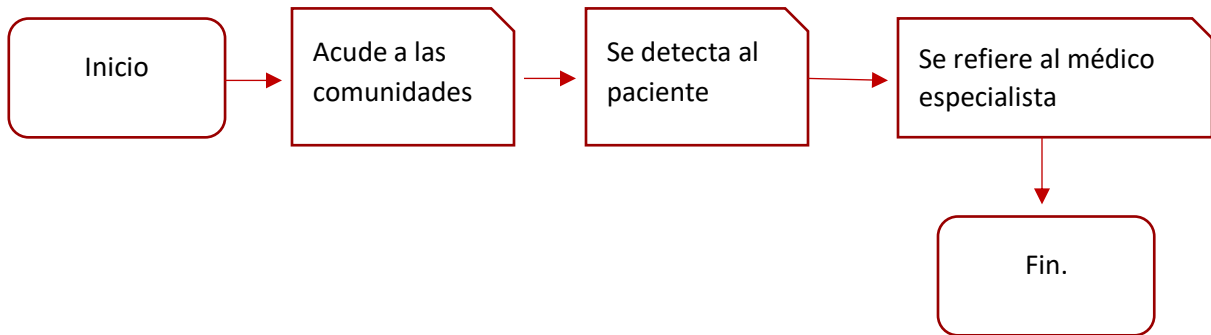 Inicio
Acude a las
comunidades
Se detecta al
paciente
Se refiere al médico
especialista
Fin.